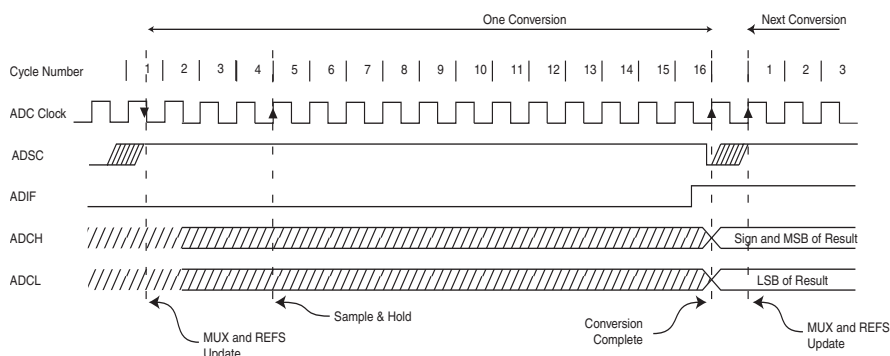 One Conversion
Next Conversion
Cycle Number 1 2 3 4 5 6 7 8 9 10 11 12 13 14 15 16 1 2 3
ADC Clock
ADSC
ADIF
ADCH
Sign and MSB of Result
ADCL
LSB of Result
MUX and REFS
Update
Sample & Hold
Conversion
Complete
MUX and REFS
Update